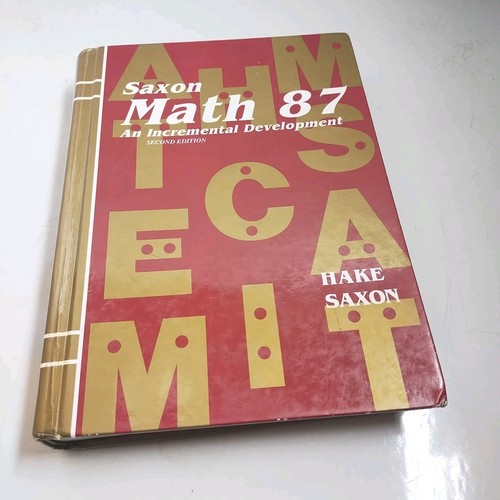 Saxon
Math 87
An Incremental Development
SECOND EDITION
A H M
T S
C
E A
M I T
HAKE
SAXON